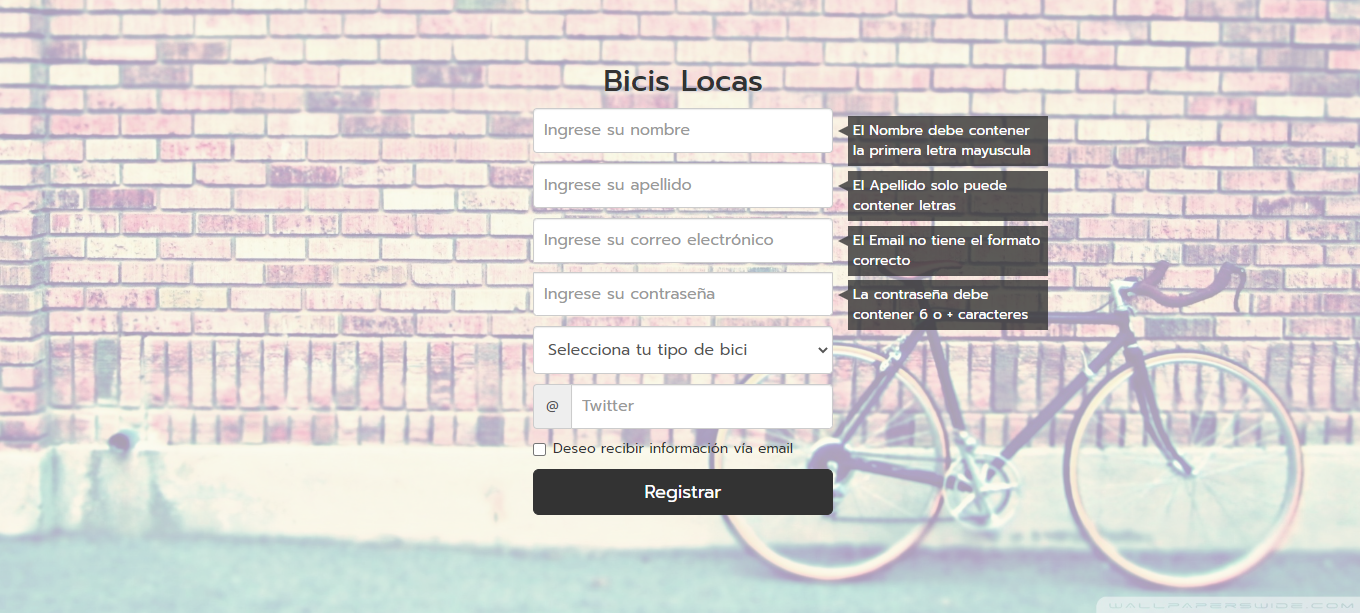 Bicis Locas
Ingrese su nombre
El Nombre debe contener
la primera letra mayuscula
Ingrese su apellido
El Apellido solo puede
contener letras
Ingrese su correo electrónico
El Email no tiene el formato
correcto
Ingrese su contraseña
La contraseña debe
contener 6 o + caracteres
Selecciona tu tipo de bici
@ Twitter
Deseo recibir información vía email
Registrar
WALLPAPERSWIDE.COM